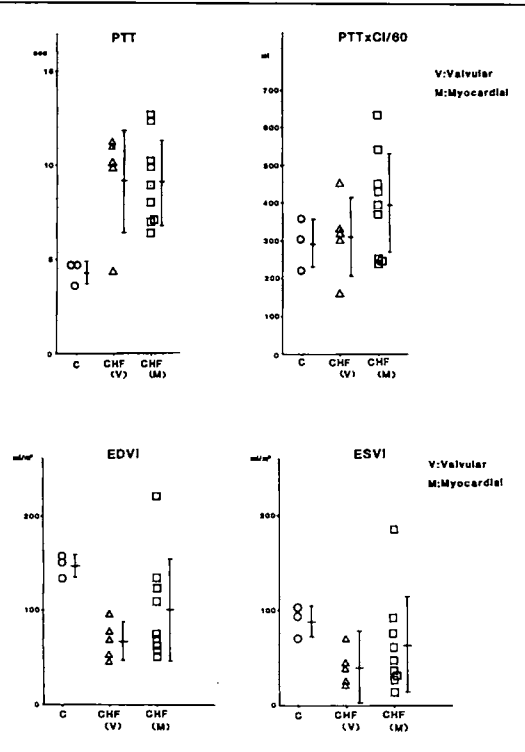 PTT
sec
15
10
5
0
C CHF CHF
(V) (M)
PTTxCI/60
ml
V:Valvular
M:Myocardial
700
600
500
400
300
200
100
0
C CHF CHF
(V) (M)
EDVI
ml/m²
200
100
0
C CHF CHF
(V) (M)
ESVI
ml/m²
V:Valvular
M:Myocardial
200
100
0
C CHF CHF
(V) (M)